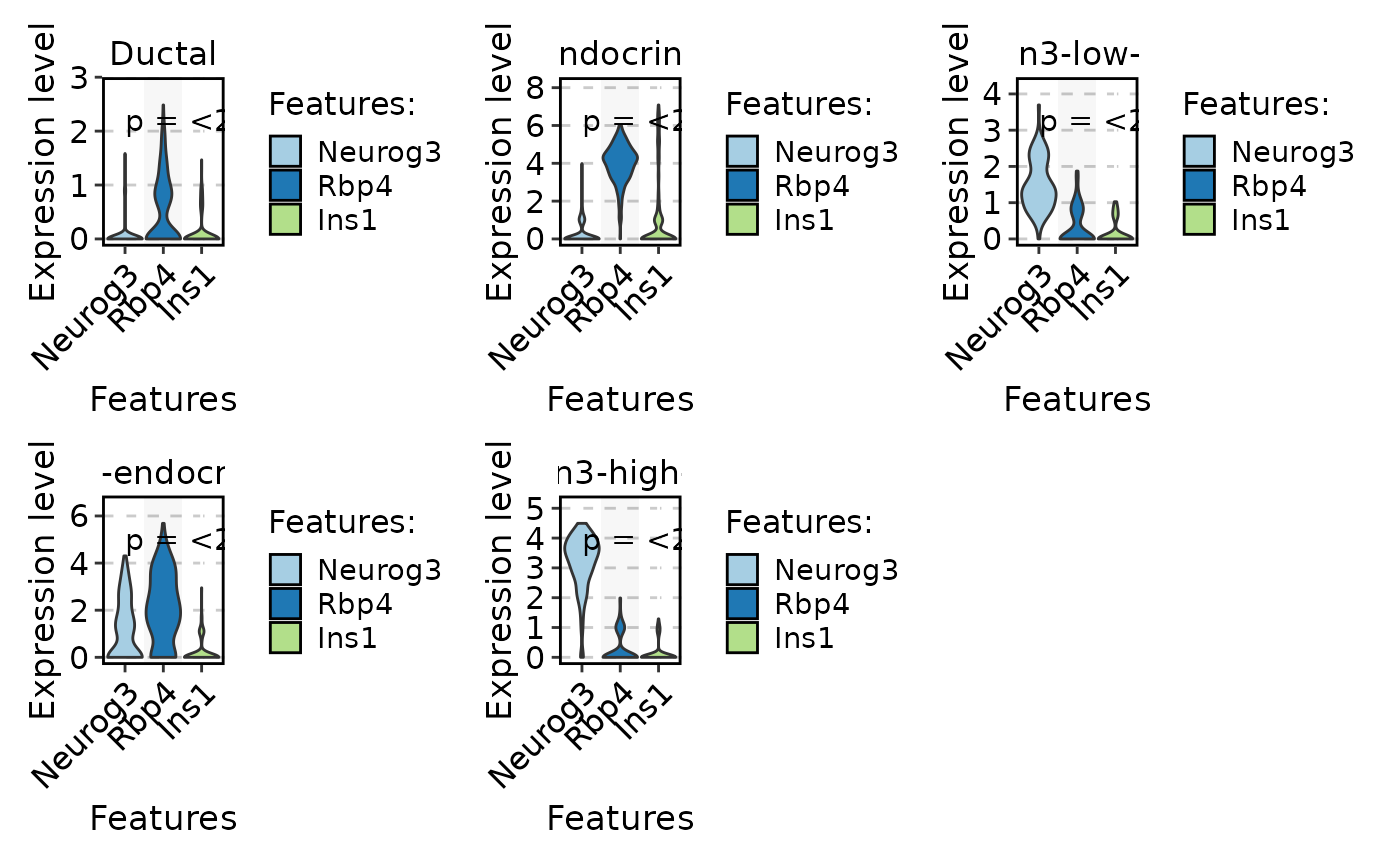 Ductal
Expression level
3
2
1
0
p = <2
Neurog3
Rbp4
Ins1
Features
Features:
Neurog3
Rbp4
Ins1
ndocrin
Expression level
8
6
4
2
0
p = <2
Neurog3
Rbp4
Ins1
Features
Features:
Neurog3
Rbp4
Ins1
n3-low-
Expression level
4
3
2
1
0
p = <2
Neurog3
Rbp4
Ins1
Features
Features:
Neurog3
Rbp4
Ins1
-endocr
Expression level
6
4
2
0
p = <2
Neurog3
Rbp4
Ins1
Features
Features:
Neurog3
Rbp4
Ins1
n3-high-
Expression level
5
4
3
2
1
0
p = <2
Neurog3
Rbp4
Ins1
Features
Features:
Neurog3
Rbp4
Ins1